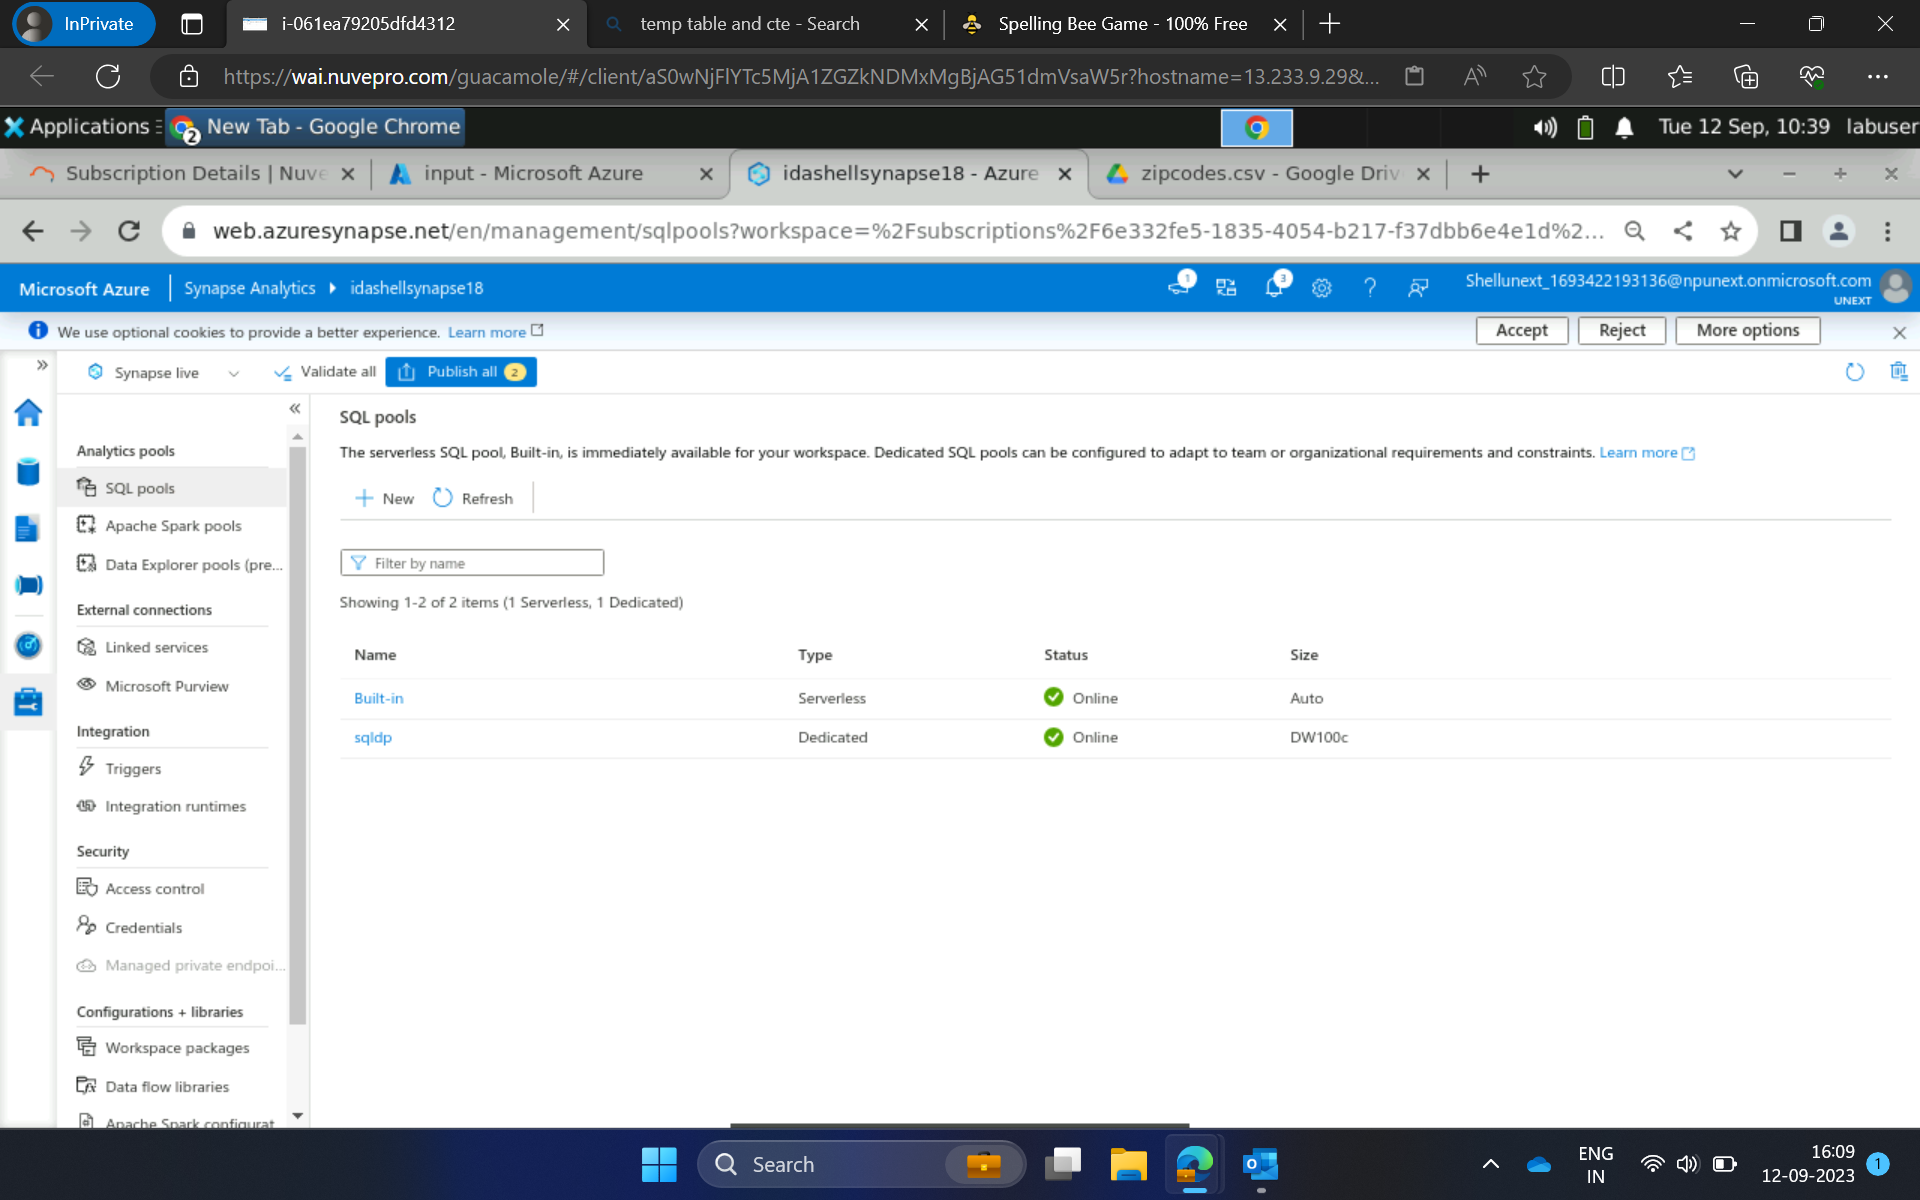 InPrivate
i-061ea79205dfd4312
temp table and cte - Search
Spelling Bee Game - 100% Free
https://wai.nuvepro.com/guacamole/#/client/aS0wNjFlYTc5MjA1ZGZkNDMxMgBjAG51dmVsaW5r?hostname=13.233.9.29&...
Applications
2
New Tab - Google Chrome
Tue 12 Sep, 10:39
labuser
Subscription Details | Nuve
input - Microsoft Azure
idashellsynapse18 - Azure
zipcodes.csv - Google Driv
web.azuresynapse.net/en/management/sqlpools?workspace=%2Fsubscriptions%2F6e332fe5-1835-4054-b217-f37dbb6e4e1d%2...
Microsoft Azure
Synapse Analytics
idashellsynapse18
1
3
Shellunext_1693422193136@npunext.onmicrosoft.com
UNEXT
We use optional cookies to provide a better experience. Learn more
Accept
Reject
More options
Synapse live
Validate all
Publish all 2
Analytics pools
SQL pools
Apache Spark pools
Data Explorer pools (pre...
External connections
Linked services
Microsoft Purview
Integration
Triggers
Integration runtimes
Security
Access control
Credentials
Managed private endpoi...
Configurations + libraries
Workspace packages
Data flow libraries
Apache Spark configurat
SQL pools
The serverless SQL pool, Built-in, is immediately available for your workspace. Dedicated SQL pools can be configured to adapt to team or organizational requirements and constraints. Learn more
New
Refresh
Filter by name
Showing 1-2 of 2 items (1 Serverless, 1 Dedicated)
Name Type Status Size
Built-in Serverless Online Auto
sqldp Dedicated Online DW100c
Search
ENG
IN
16:09
12-09-2023
1